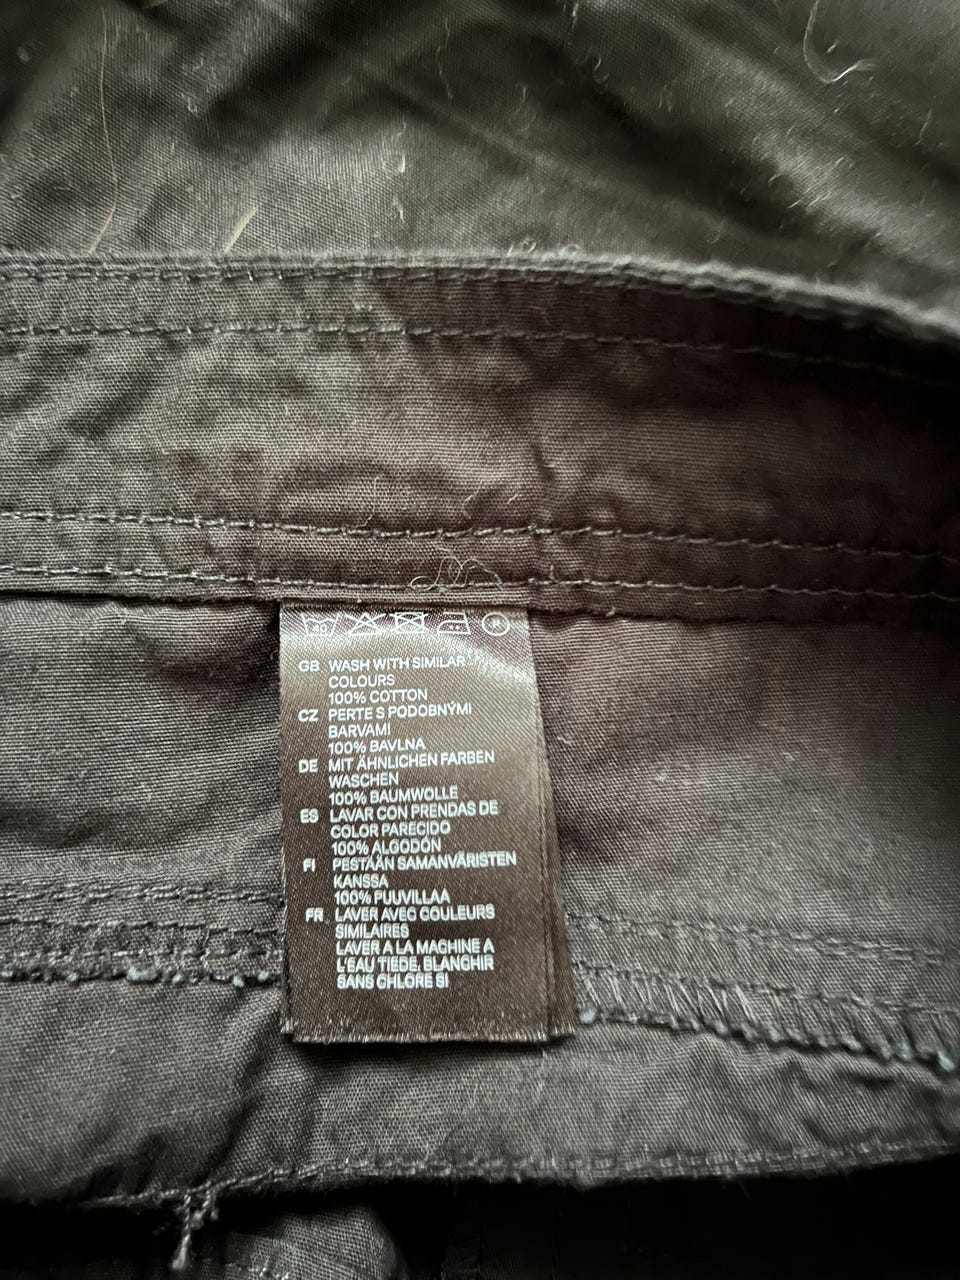 GB WASH WITH SIMILAR
COLOURS
100% COTTON
CZ PERTE S PODOBNÝMI
BARVAMI
100% BAVLNA
DE MIT ÄHNLICHEN FARBEN
WASCHEN
100% BAUMWOLLE
ES LAVAR CON PRENDAS DE
COLOR PARECIDO
100% ALGODÓN
FI PESTÄÄN SAMANVÄRISTEN
KANSSA
100% PUUVILLAA
FR LAVER AVEC COULEURS
SIMILAIRES
LAVER A LA MACHINE A
L'EAU TIEDE. BLANCHIR
SANS CHLORE SI